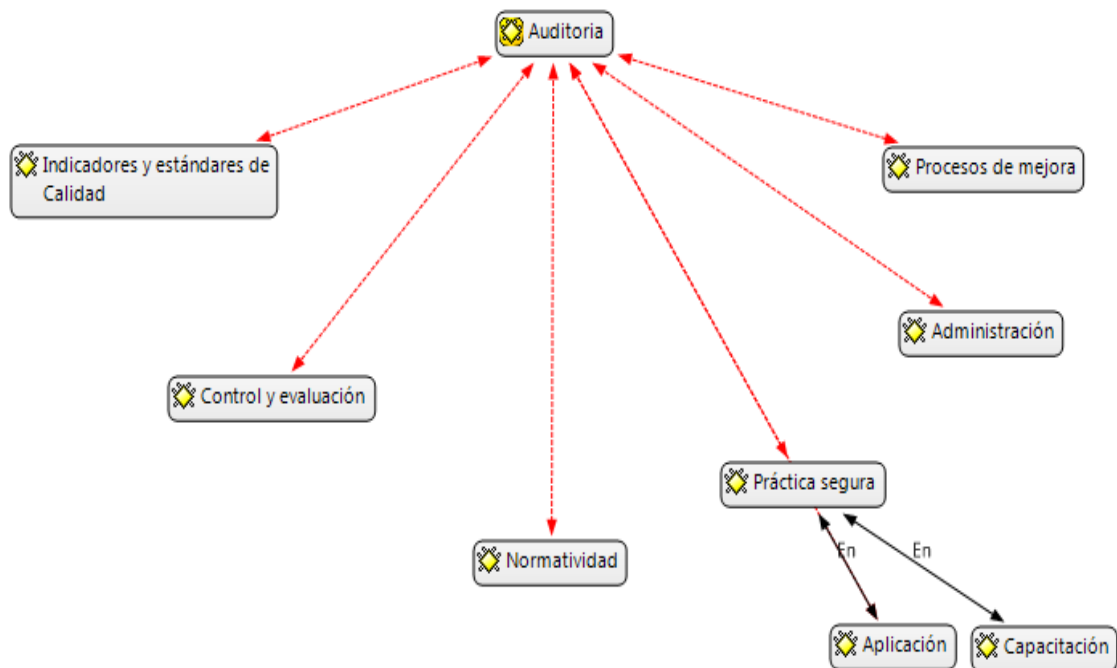 Auditoria
Indicadores y estándares de
Calidad
Procesos de mejora
Administración
Control y evaluación
Práctica segura
Normatividad
En
En
Aplicación
Capacitación